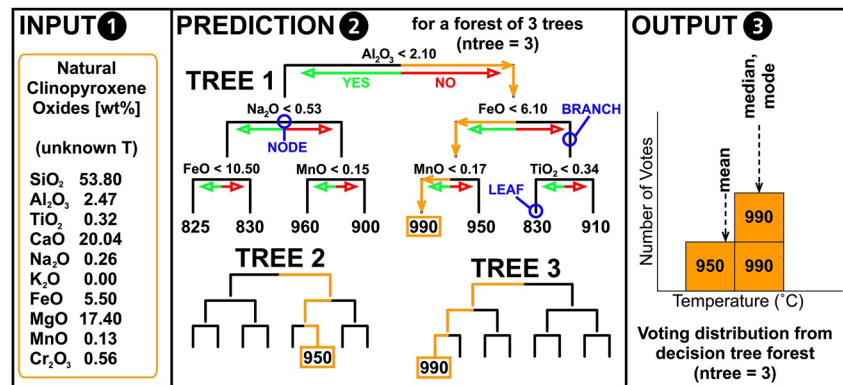 INPUT 1
Natural
Clinopyroxene
Oxides [wt%]
(unknown T)
SiO₂ 53.80
Al₂O₃ 2.47
TiO₂ 0.32
CaO 20.04
Na₂O 0.26
K₂O 0.00
FeO 5.50
MgO 17.40
MnO 0.13
Cr₂O₃ 0.56
PREDICTION 2
for a forest of 3 trees
(ntree = 3)
TREE 1
Al₂O₃ < 2.10
YES NO
Na₂O < 0.53 FeO < 6.10 BRANCH
NODE
FeO < 10.50 MnO < 0.15 MnO < 0.17 TiO₂ < 0.34
LEAF
825 830 960 900 990 950 830 910
TREE 2
950
TREE 3
990
OUTPUT 3
Number of Votes
mean
median,
mode
990
950 990
Temperature (˚C)
Voting distribution from
decision tree forest
(ntree = 3)